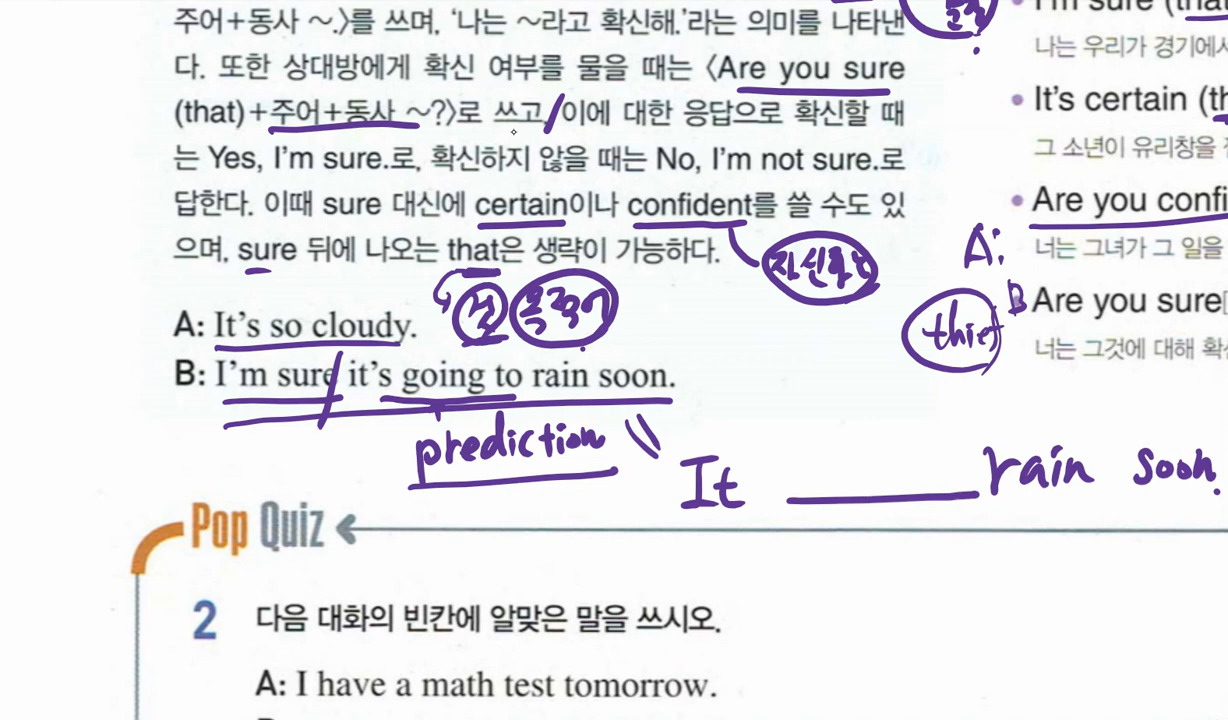 주어+동사 ~.〉를 쓰며, ‘나는 ~라고 확신해.’라는 의미를 나타낸
다. 또한 상대방에게 확신 여부를 물을 때는 〈Are you sure
(that)+주어+동사 ~?〉로 쓰고, 이에 대한 응답으로 확신할 때
는 Yes, I’m sure.로, 확신하지 않을 때는 No, I’m not sure.로
답한다. 이때 sure 대신에 certain이나 confident를 쓸 수도 있
으며, sure 뒤에 나오는 that은 생략이 가능하다.
A: It’s so cloudy.
B: I’m sure it’s going to rain soon.
prediction
It rain soon.
I’m sure (that
나는 우리가 경기에서
• It’s certain (th
그 소년이 유리창을
• Are you confi
A:
너는 그녀가 그 일을
B Are you sure[
thief
너는 그것에 대해 확
Pop Quiz
2 다음 대화의 빈칸에 알맞은 말을 쓰시오.
A: I have a math test tomorrow.